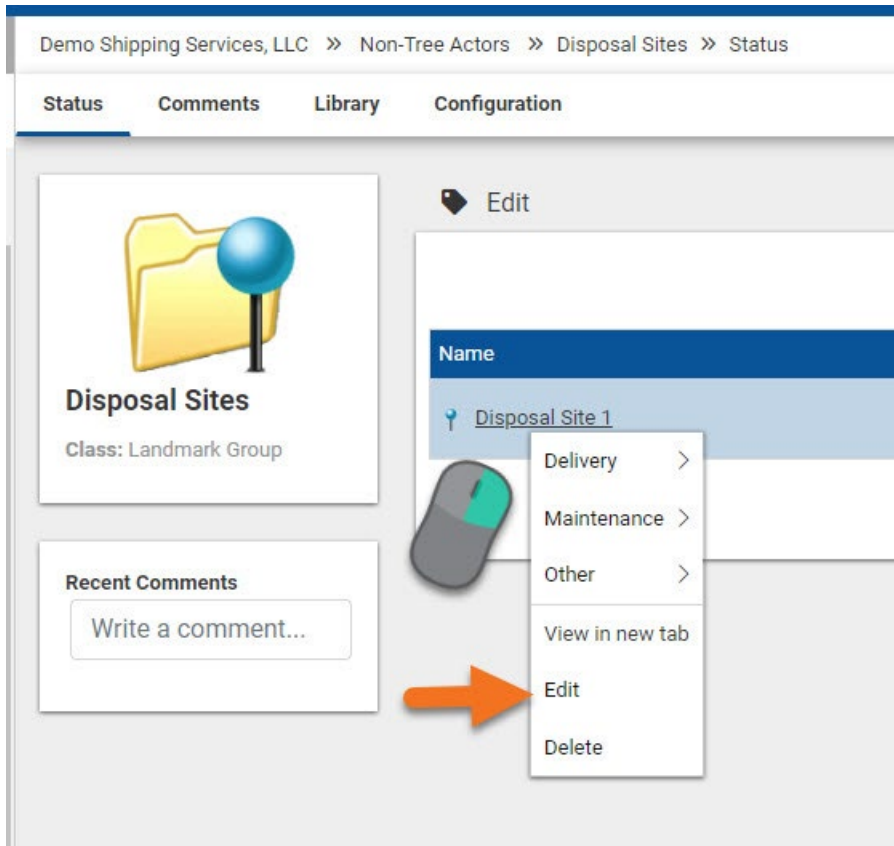 Demo Shipping Services, LLC » Non-Tree Actors » Disposal Sites » Status
Status Comments Library Configuration
Edit
Name
Disposal Sites
Class: Landmark Group
Disposal Site 1
Delivery
Maintenance
Other
View in new tab
Edit
Delete
Recent Comments
Write a comment...